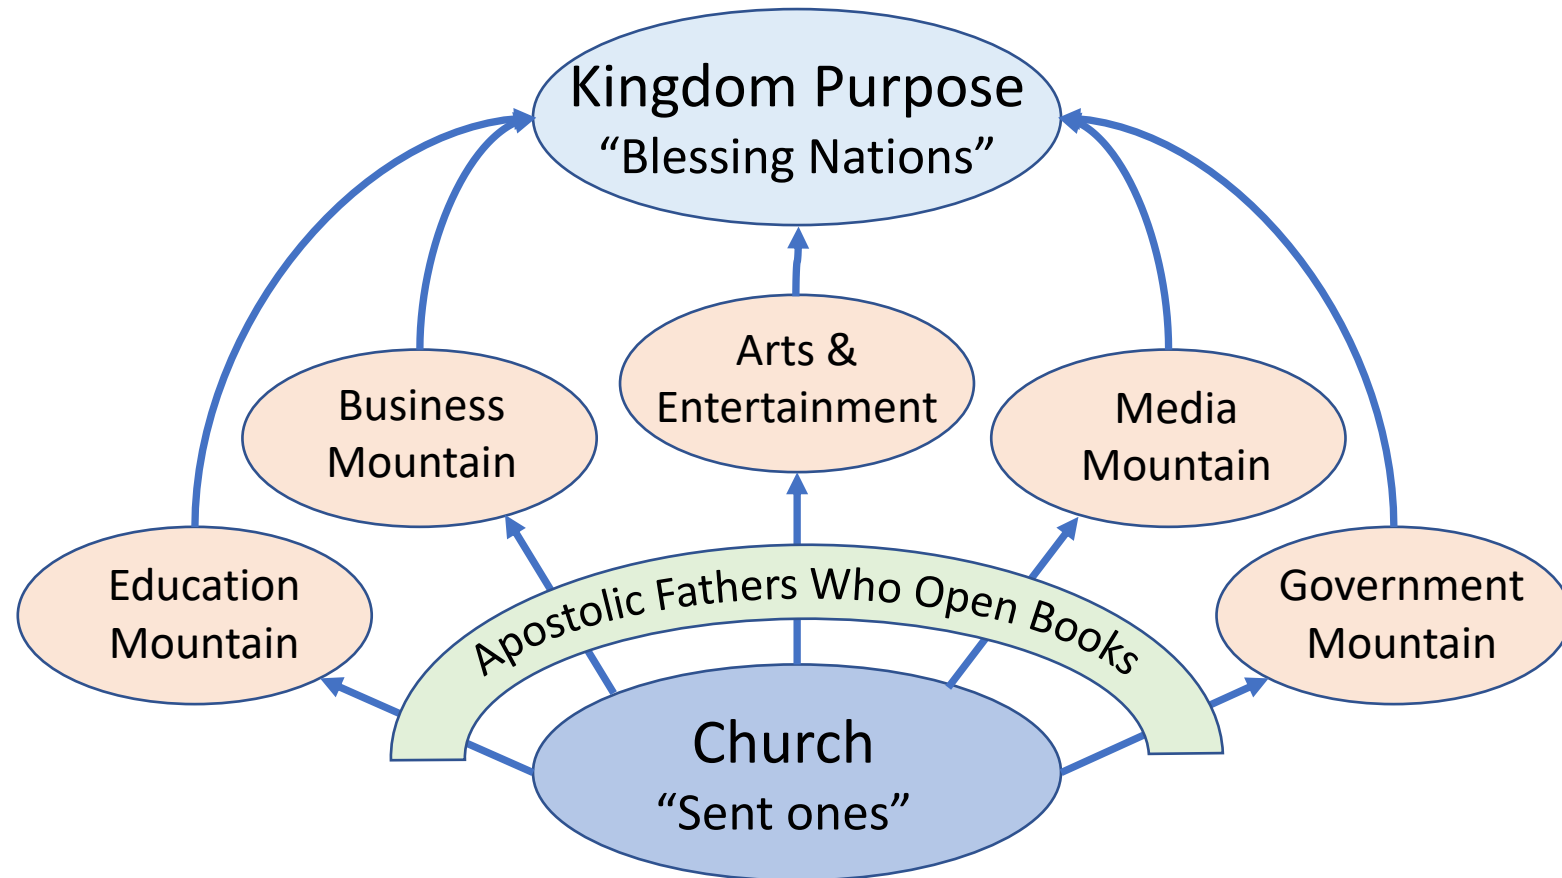 Kingdom Purpose
“Blessing Nations”
Arts &
Entertainment
Business
Mountain
Media
Mountain
Education
Mountain
Government
Mountain
Apostolic Fathers Who Open Books
Church
“Sent ones”